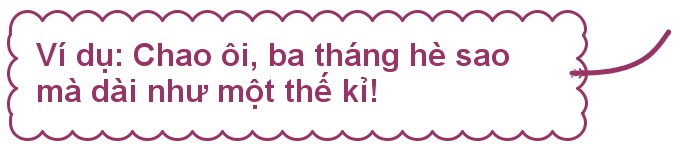 Ví dụ: Chao ôi, ba tháng hè sao
mà dài như một thế kỉ!